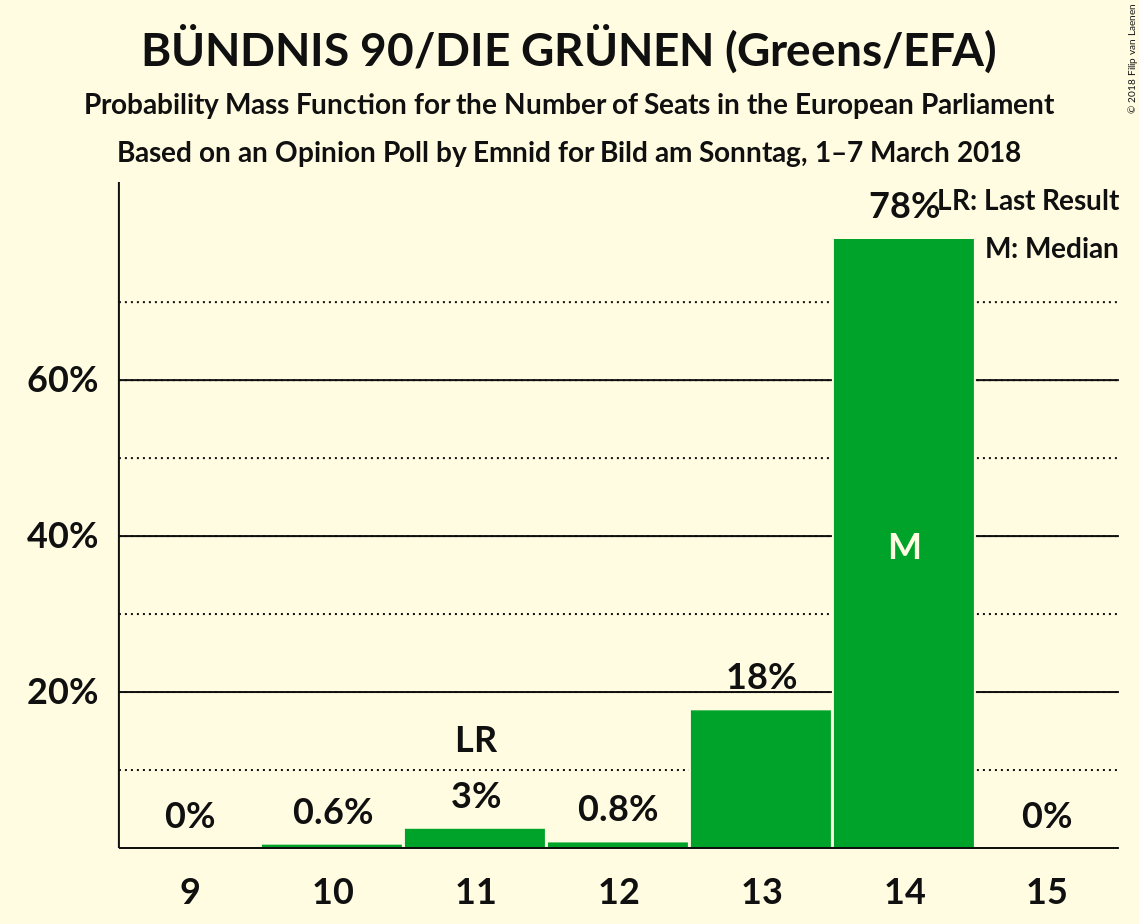 BÜNDNIS 90/DIE GRÜNEN (Greens/EFA)
Probability Mass Function for the Number of Seats in the European Parliament
Based on an Opinion Poll by Emnid for Bild am Sonntag, 1–7 March 2018
© 2018 Filip van Laenen
LR: Last Result
M: Median
60%
40%
20%
0%
0.6%
LR
3%
0.8%
18%
78%
M
0%
9 10 11 12 13 14 15